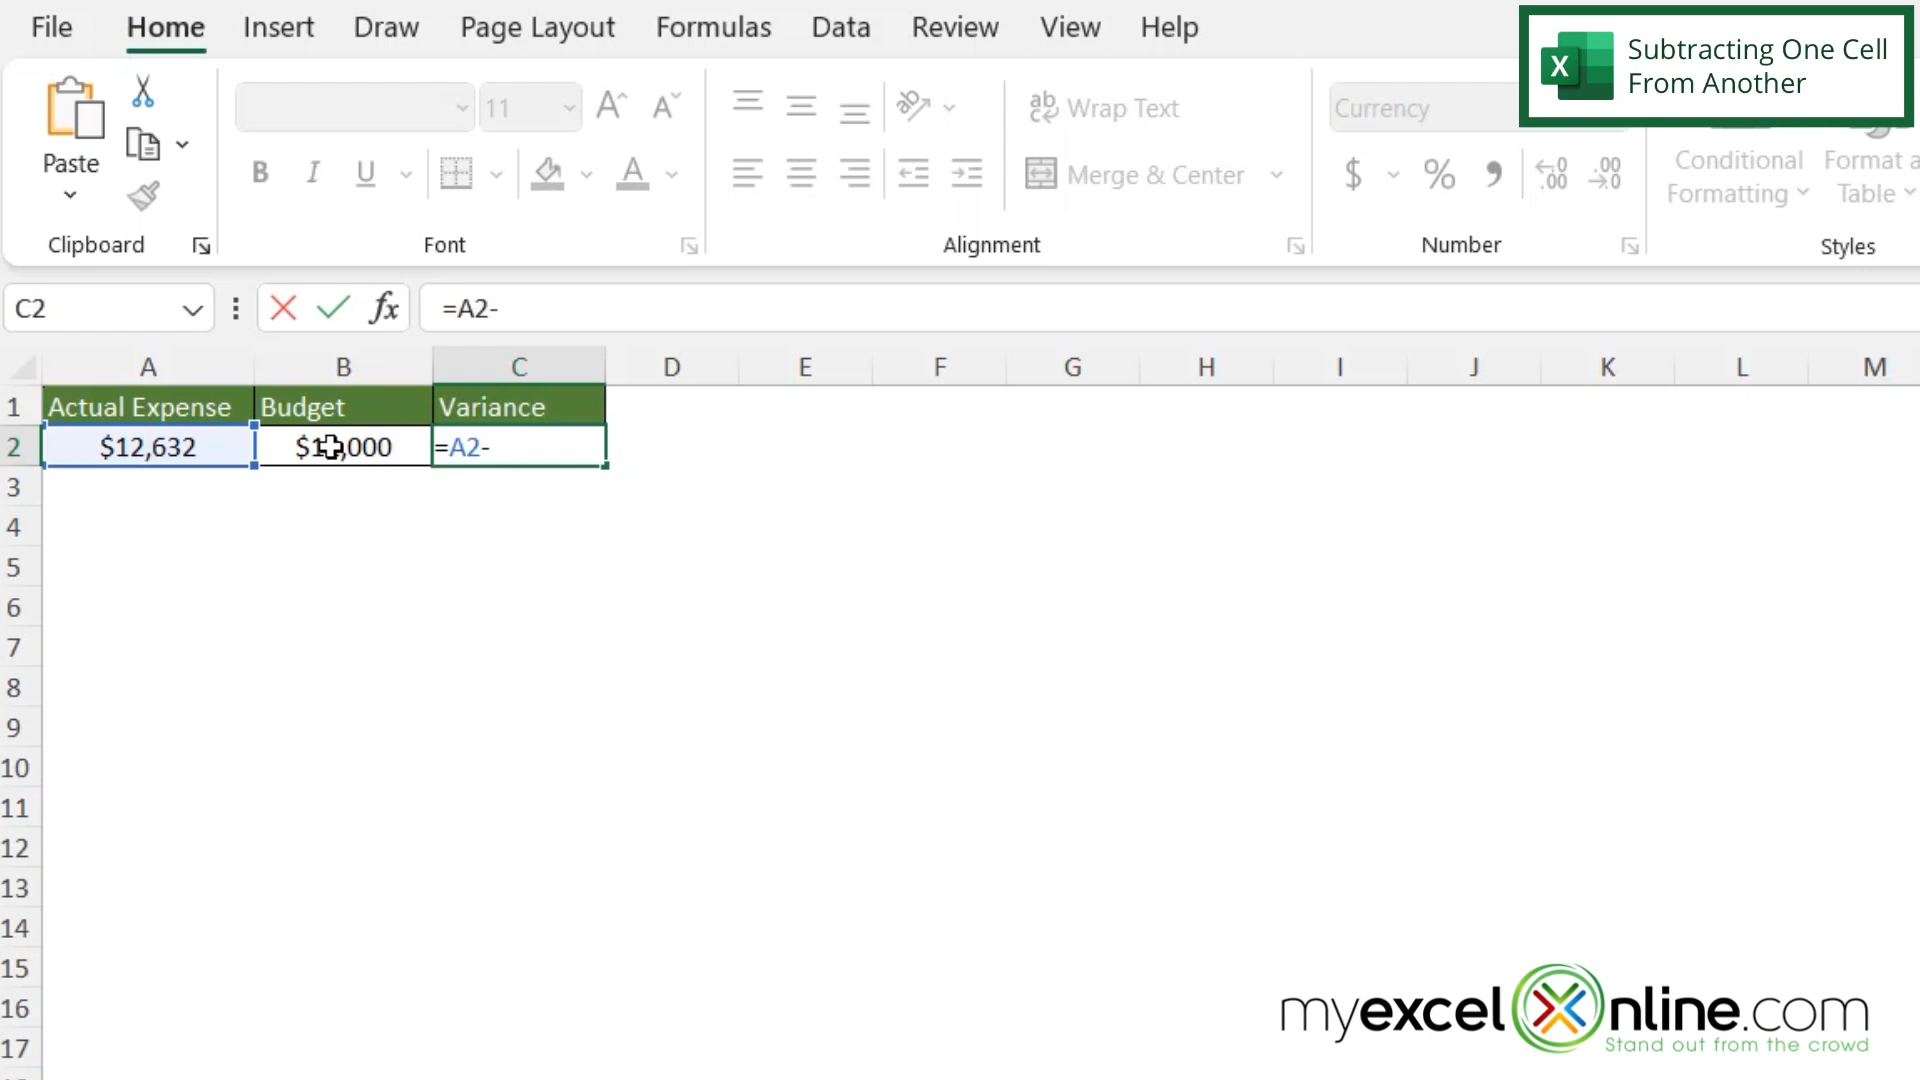 File Home Insert Draw Page Layout Formulas Data Review View Help
Subtracting One Cell
From Another
Paste
11
Wrap Text
Currency
B I U
Merge & Center
$ % 9
Conditional
Formatting
Format a
Table
Clipboard Font Alignment Number Styles
C2 fx =A2-
A B C D E F G H I J K L M
1 Actual Expense Budget Variance
2 $12,632 =A2-
3
4
5
6
7
8
9
10
11
12
13
14
15
16
17
myexcelOnline.com
Stand out from the crowd